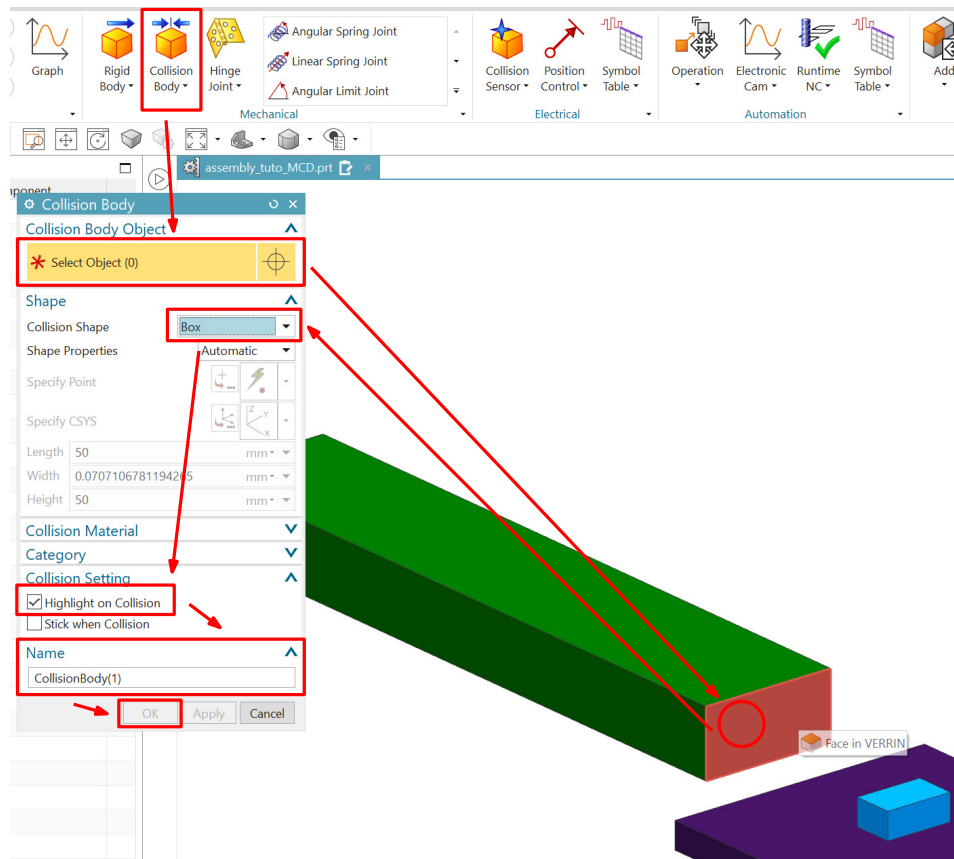 Graph
Rigid
Body
Collision
Body
Hinge
Joint
Angular Spring Joint
Linear Spring Joint
Angular Limit Joint
Collision
Sensor
Position
Control
Symbol
Table
Operation
Electronic
Cam
Runtime
NC
Symbol
Table
Add
Mechanical
Electrical
Automation
assembly_tuto_MCD.prt
Collision Body
Collision Body Object
Select Object (0)
Shape
Collision Shape Box
Shape Properties Automatic
Specify Point
Specify CSYS
Z Y X
Length 50 mm
Width 0.0707106781194265 mm
Height 50 mm
Collision Material
Category
Collision Setting
Highlight on Collision
Stick when Collision
Name
CollisionBody(1)
OK Apply Cancel
Face in VERRIN